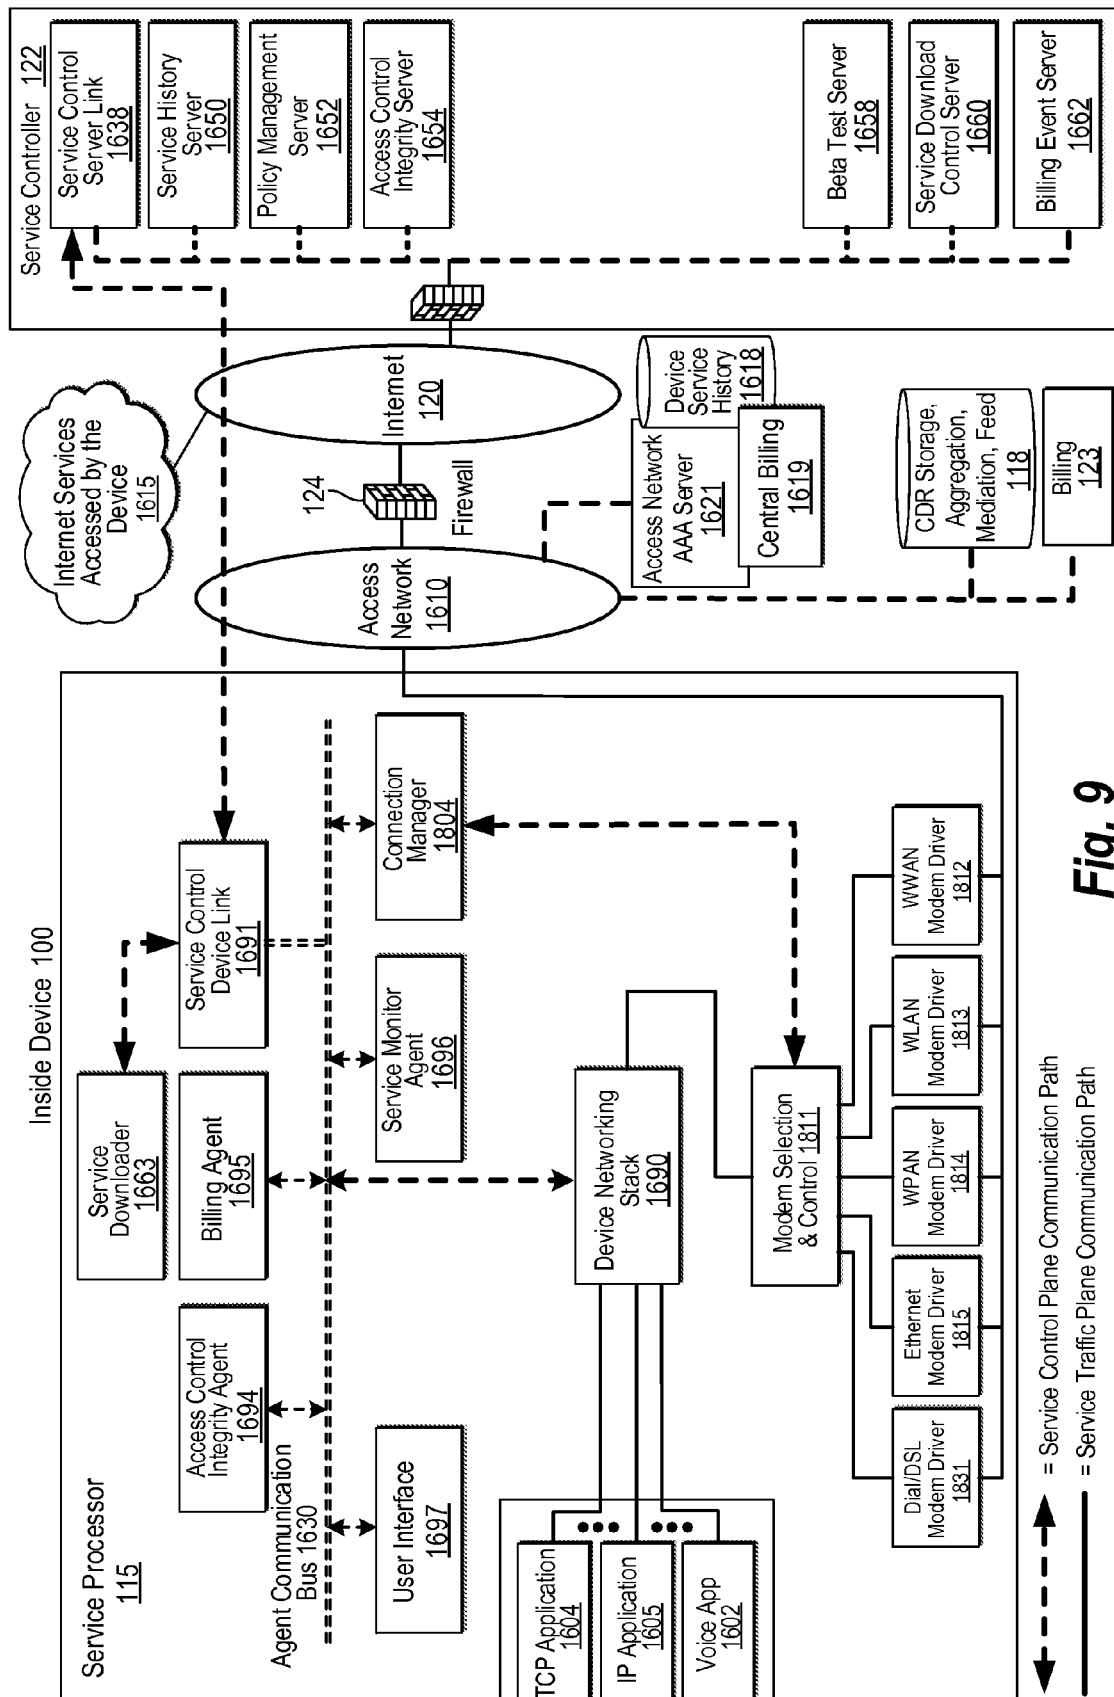 Inside Device 100
Service Processor
115
Service
Downloader
1663
Access Control
Integrity Agent
1694
Billing Agent
1695
Service Control
Device Link
1691
Agent Communication
Bus 1630
User Interface
1697
Service Monitor
Agent
1696
Connection
Manager
1804
TCP Application
1604
IP Application
1605
Voice App
1602
Device Networking
Stack
1690
Modem Selection
& Control 1811
Dial/DSL
Modem Driver
1831
Ethernet
Modem Driver
1815
WPAN
Modem Driver
1814
WLAN
Modem Driver
1813
WWAN
Modem Driver
1812
Internet Services
Accessed by the
Device
1615
Access
Network
1610
124
Firewall
Internet
120
Access Network
AAA Server
1621
Device
Service
History
1618
Central Billing
1619
CDR Storage,
Aggregation,
Mediation, Feed
118
Billing
123
Service Controller 122
Service Control
Server Link
1638
Service History
Server
1650
Policy Management
Server
1652
Access Control
Integrity Server
1654
Beta Test Server
1658
Service Download
Control Server
1660
Billing Event Server
1662
= Service Control Plane Communication Path
= Service Traffic Plane Communication Path
Fig. 9